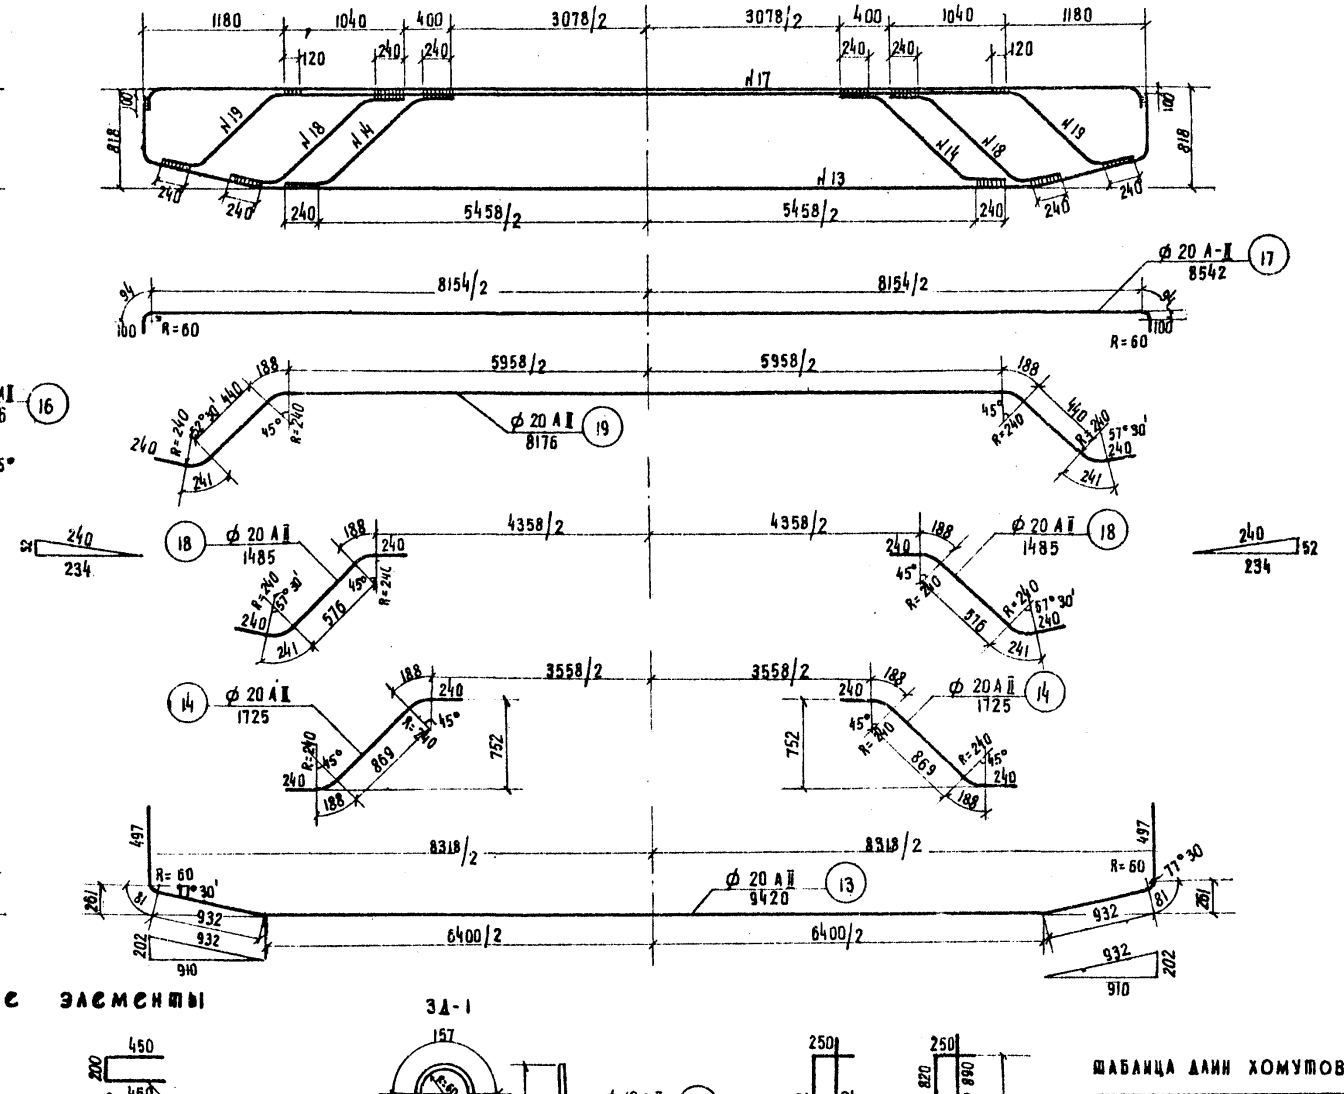 1180 1040 400 3078/2 3078/2 400 1040 1180
120 240 240 240 240 120
N17
100 818 N19 N18 N14 N14 N18 N19 100 818
N13
240 240 240 5458/2 5458/2 240 240 240
Ø 20 А-II 17
8542
94 8154/2 8154/2
100 R=60 100
R=60
188 5958/2 5958/2 188
16
440 440
R=240 52°30' 45° R=240 Ø 20 А II 19 45° R=240 R=240 57°30'
8176
240 240
241 241
18 Ø 20 А II 188 4358/2 4358/2 188 Ø 20 А II 18
1485 240 240 1485
52 240 240 52
234 234
R=240 57°30' 45° 45° R=240 R=240 57°30'
240 576 576 240
241 241
188 3558/2 3558/2 188
14 Ø 20 А II 240 240 Ø 20 А II 14
1725 1725
R=240 45° R=240 45° 752 752 45° R=240 R=240 45°
240 869 869 240
188 188
497 8318/2 8318/2 497
R=60 77°30' R=60 77°30
Ø 20 А II 13
9420
261 81 932 932 81 261
6400/2 6400/2
202 932 932 202
910 910
е элементы
ЗД-1
450 157 250 250
200 R=60 820 890
450
таблица длин хомутов